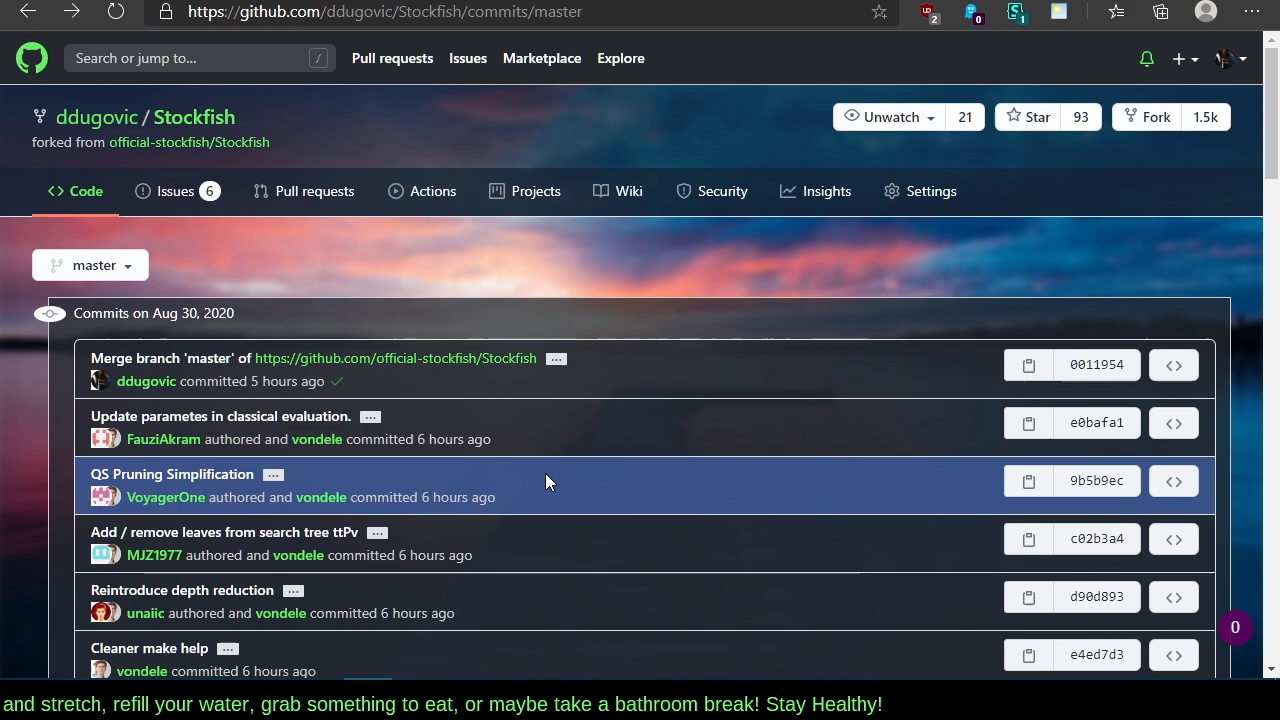 https://github.com/ddugovic/Stockfish/commits/master
2
0
1
Search or jump to...
/
Pull requests
Issues
Marketplace
Explore
ddugovic / Stockfish
Unwatch
21
Star
93
Fork
1.5k
forked from official-stockfish/Stockfish
Code
Issues 6
Pull requests
Actions
Projects
Wiki
Security
Insights
Settings
master
Commits on Aug 30, 2020
Merge branch 'master' of https://github.com/official-stockfish/Stockfish ...
ddugovic committed 5 hours ago
0011954
Update parametes in classical evaluation. ...
FauziAkram authored and vondele committed 6 hours ago
e0bafa1
QS Pruning Simplification ...
VoyagerOne authored and vondele committed 6 hours ago
9b5b9ec
Add / remove leaves from search tree ttPv ...
MJZ1977 authored and vondele committed 6 hours ago
c02b3a4
Reintroduce depth reduction ...
unaiic authored and vondele committed 6 hours ago
d90d893
0
Cleaner make help ...
vondele committed 6 hours ago
e4ed7d3
and stretch, refill your water, grab something to eat, or maybe take a bathroom break! Stay Healthy!